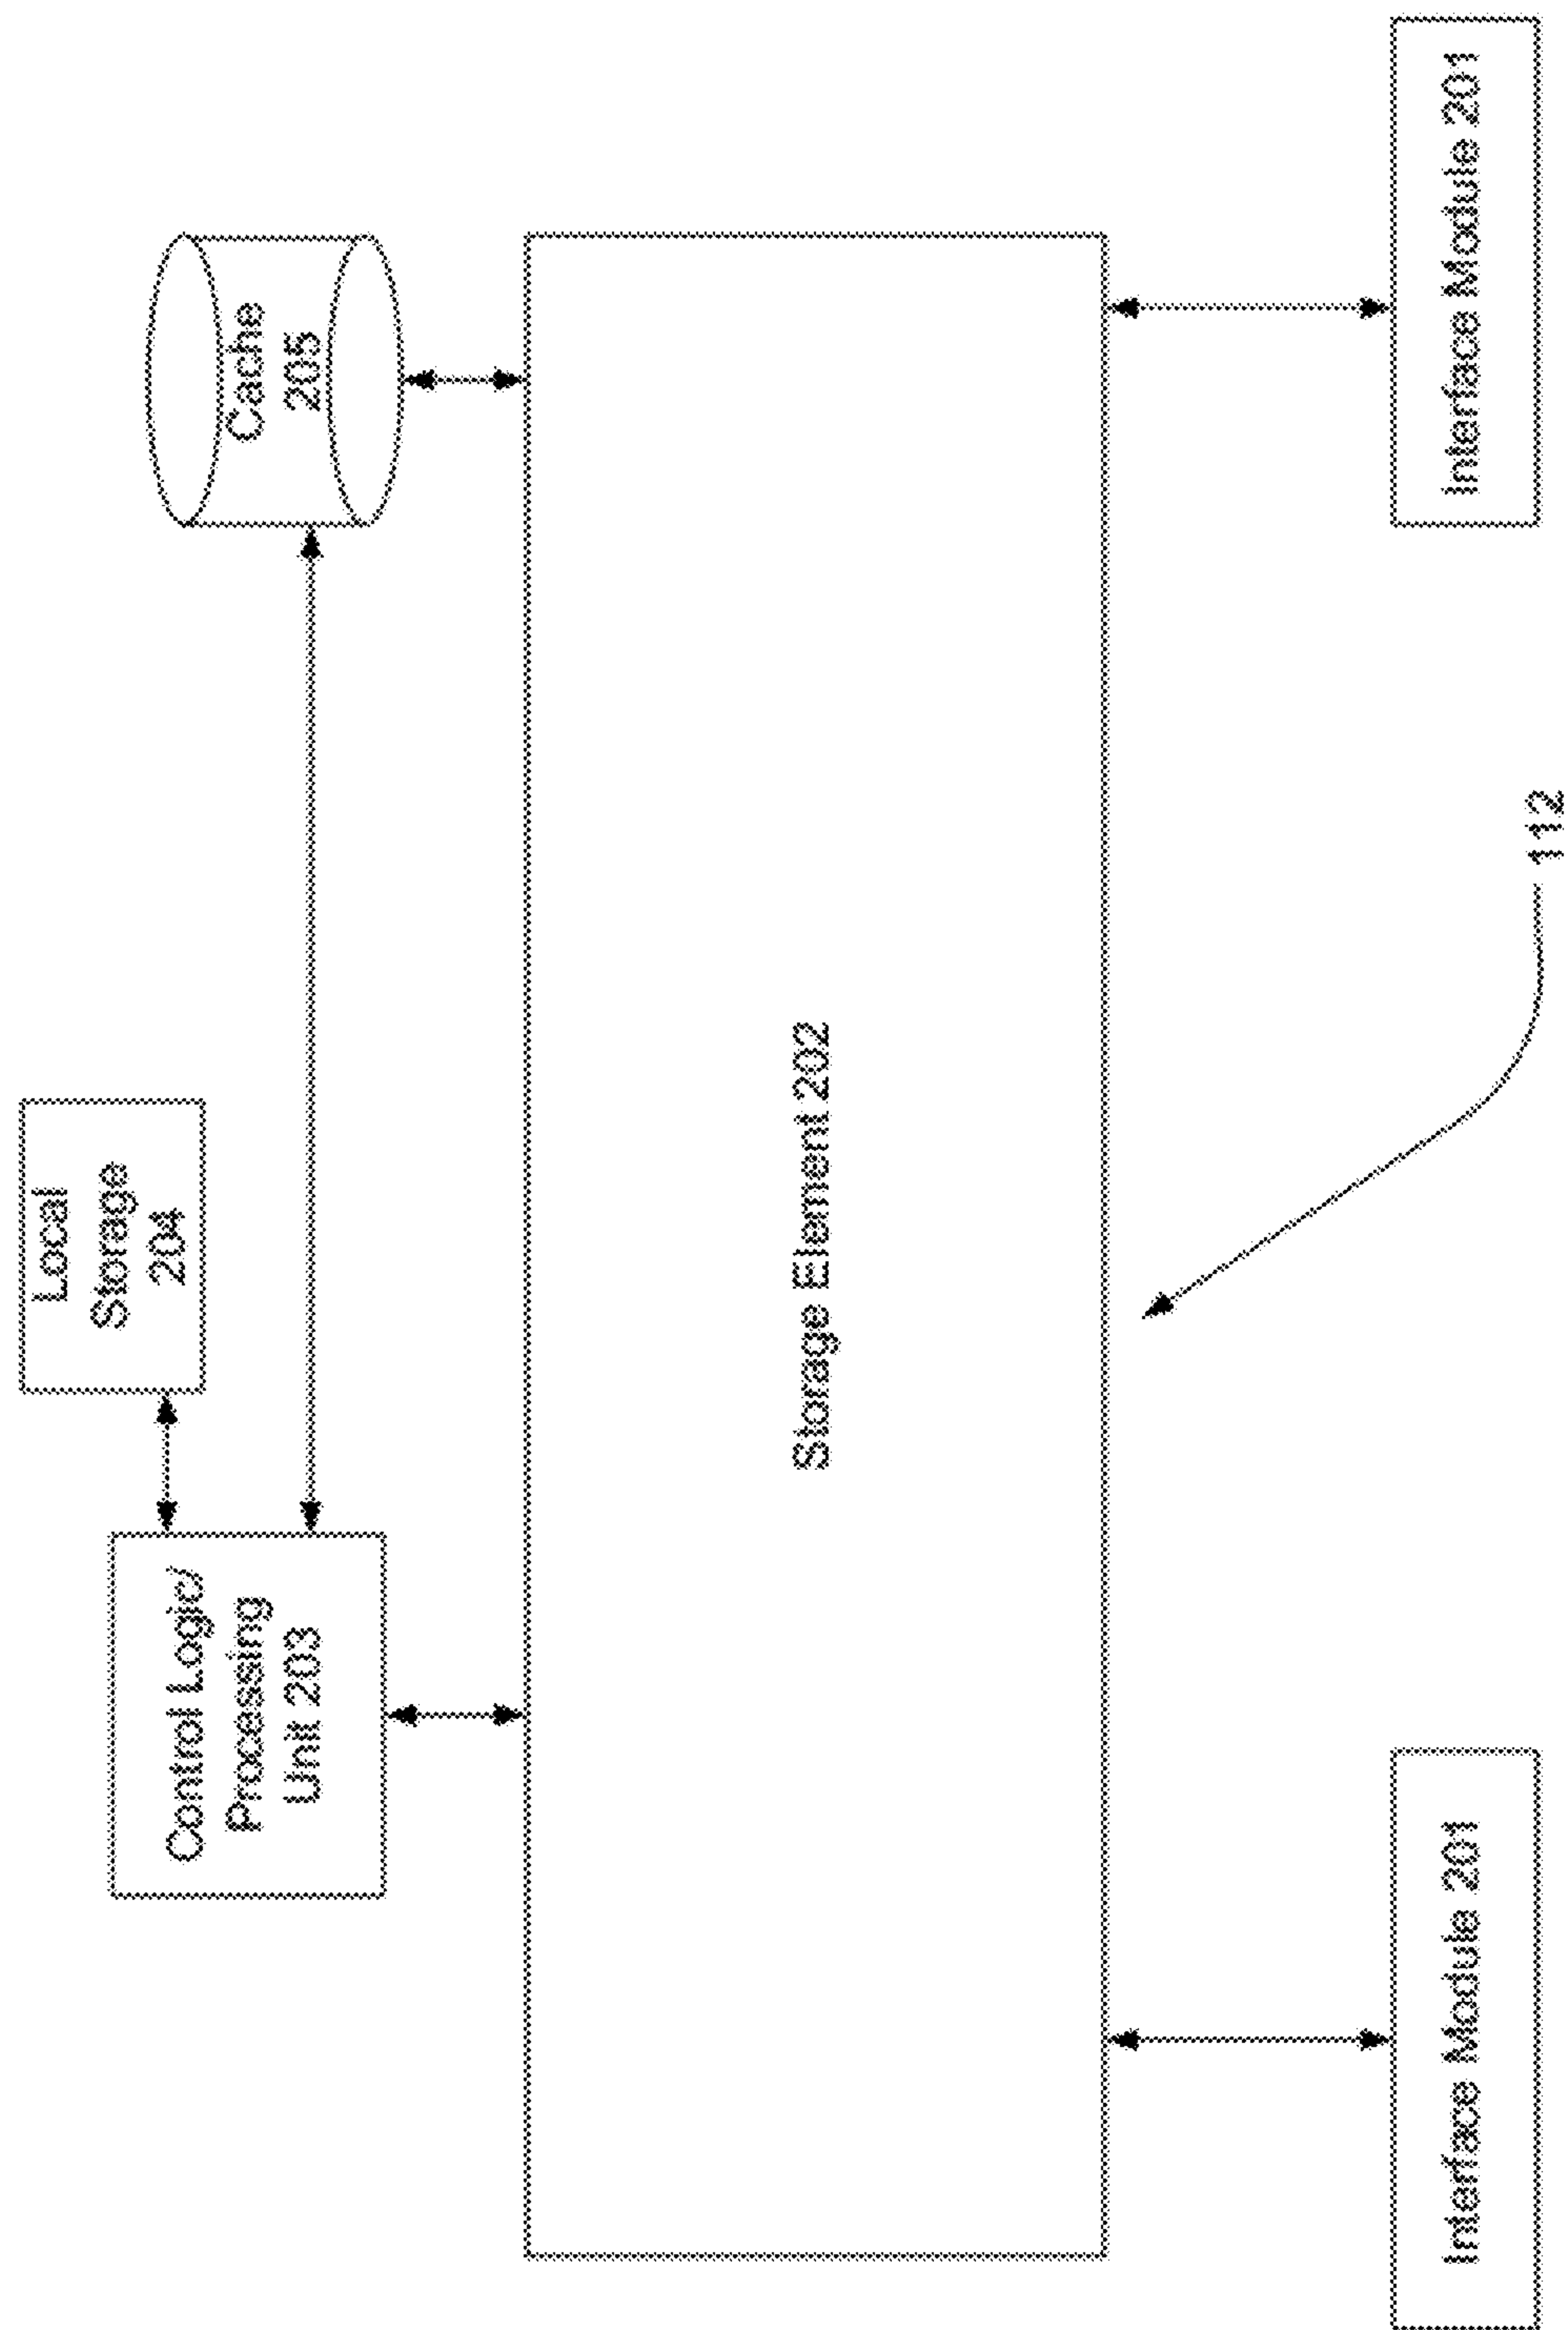 Local
Storage
204
Control Logic/
Processing
Unit 203
Cache
205
Storage Element 202
112
Interface Module 201
Interface Module 201